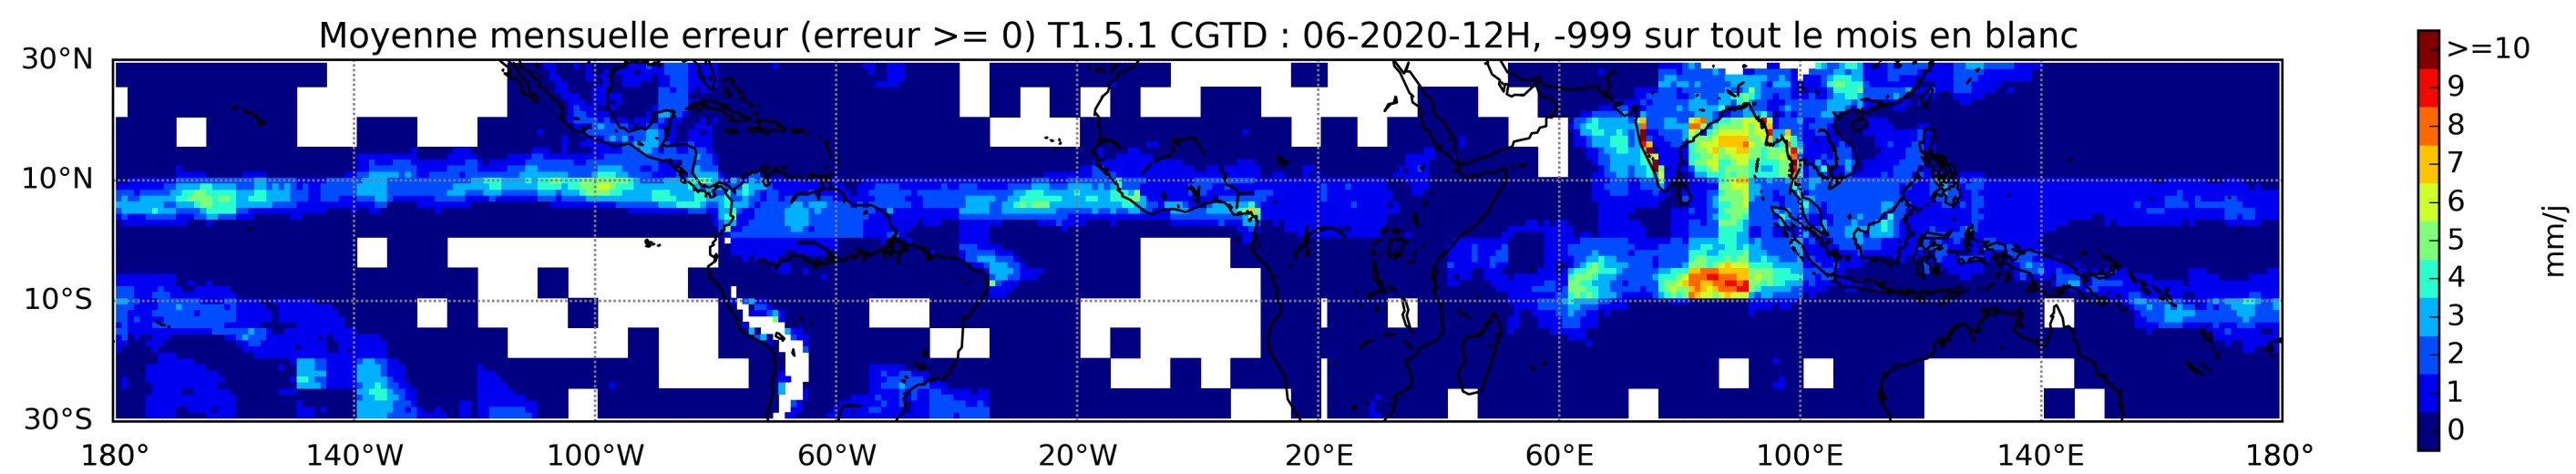 Moyenne mensuelle erreur (erreur >= 0) T1.5.1 CGTD : 06-2020-12H, -999 sur tout le mois en blanc
30°N
10°N
10°S
30°S
180° 140°W 100°W 60°W 20°W 20°E 60°E 100°E 140°E 180°
>=10
9
8
7
6
5
4
3
2
1
0
mm/j